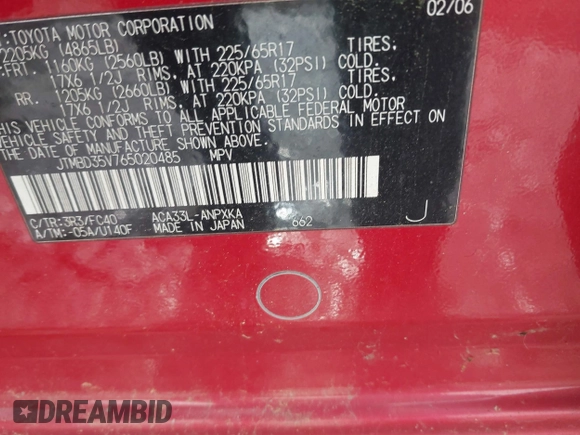 : TOYOTA MOTOR CORPORATION 02/06
2205KG (4865LB)
: FRT. 1160KG (2560LB) WITH 225/65R17 TIRES,
17X6 1/2J RIMS, AT 220KPA (32PSI) COLD.
RR. 1205KG (2660LB) WITH 225/65R17 TIRES,
17X6 1/2J RIMS, AT 220KPA (32PSI) COLD.
THIS VEHICLE CONFORMS TO ALL APPLICABLE FEDERAL MOTOR
VEHICLE SAFETY AND THEFT PREVENTION STANDARDS IN EFFECT ON
THE DATE OF MANUFACTURE SHOWN ABOVE.
JTMBD35V765020485 MPV
C/TR:3R3/FC40 ACA33L-ANPXKA 662 J
A/TM:-05A/U140F MADE IN JAPAN
DREAMBID